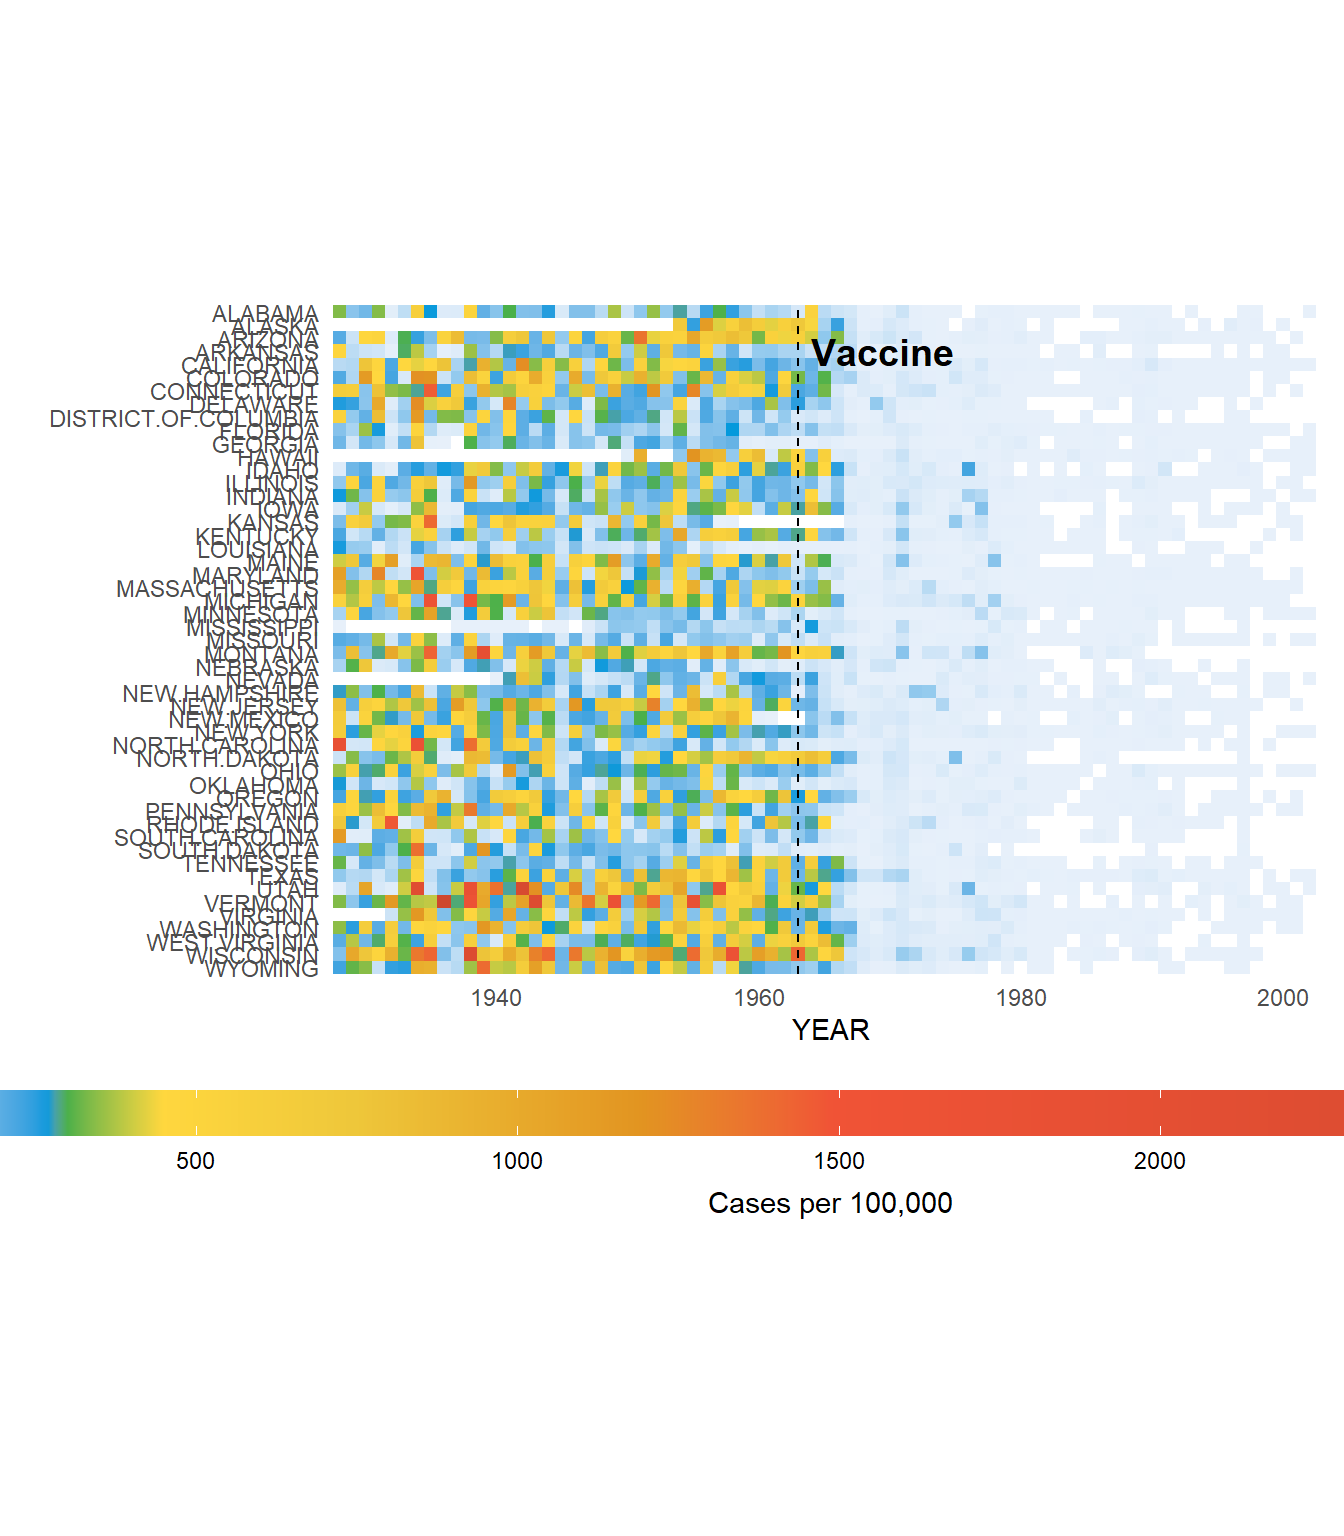 ALABAMA
ALASKA
ARIZONA
ARKANSAS
CALIFORNIA
COLORADO
CONNECTICUT
DELAWARE
DISTRICT.OF.COLUMBIA
FLORIDA
GEORGIA
HAWAII
IDAHO
ILLINOIS
INDIANA
IOWA
KANSAS
KENTUCKY
LOUISIANA
MAINE
MARYLAND
MASSACHUSETTS
MICHIGAN
MINNESOTA
MISSISSIPPI
MISSOURI
MONTANA
NEBRASKA
NEVADA
NEW.HAMPSHIRE
NEW.JERSEY
NEW.MEXICO
NEW.YORK
NORTH.CAROLINA
NORTH.DAKOTA
OHIO
OKLAHOMA
OREGON
PENNSYLVANIA
RHODE.ISLAND
SOUTH.CAROLINA
SOUTH.DAKOTA
TENNESSEE
TEXAS
UTAH
VERMONT
VIRGINIA
WASHINGTON
WEST.VIRGINIA
WISCONSIN
WYOMING
Vaccine
1940 1960 1980 2000
YEAR
500 1000 1500 2000
Cases per 100,000